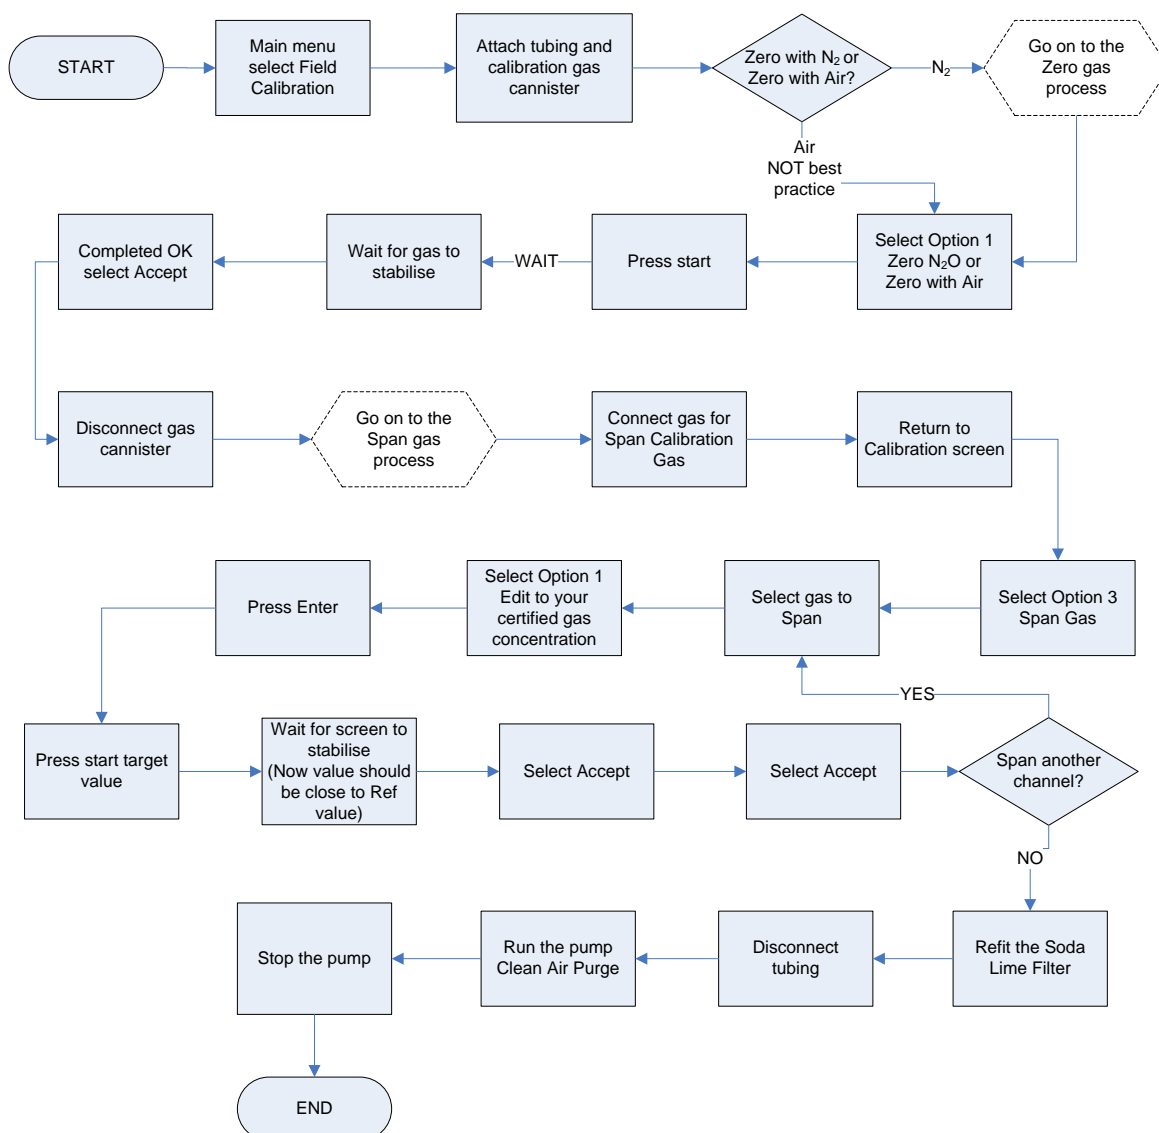 START
Main menu
select Field
Calibration
Attach tubing and
calibration gas
cannister
Zero with N₂ or
Zero with Air?
N₂
Go on to the
Zero gas
process
Air
NOT best
practice
Select Option 1
Zero N₂O or
Zero with Air
Press start
WAIT
Wait for gas to
stabilise
Completed OK
select Accept
Disconnect gas
cannister
Go on to the
Span gas
process
Connect gas for
Span Calibration
Gas
Return to
Calibration screen
Select Option 3
Span Gas
Select gas to
Span
Select Option 1
Edit to your
certified gas
concentration
Press Enter
Press start target
value
Wait for screen to
stabilise
(Now value should
be close to Ref
value)
Select Accept
Select Accept
Span another
channel?
YES
NO
Refit the Soda
Lime Filter
Disconnect
tubing
Run the pump
Clean Air Purge
Stop the pump
END